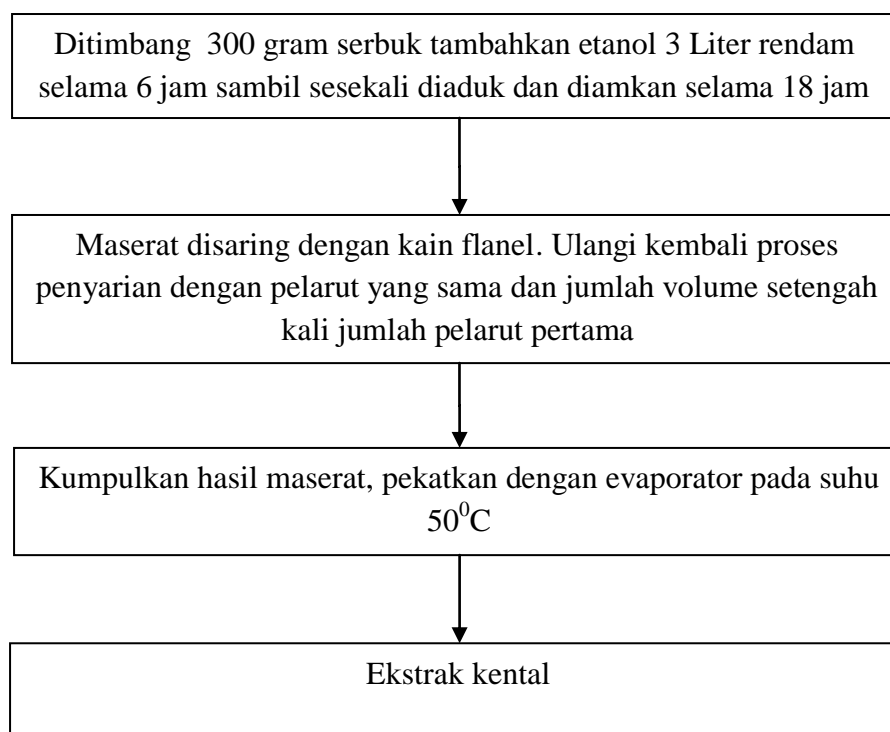 Ditimbang  300 gram serbuk tambahkan etanol 3 Liter rendam
selama 6 jam sambil sesekali diaduk dan diamkan selama 18 jam
Maserat disaring dengan kain flanel. Ulangi kembali proses
penyarian dengan pelarut yang sama dan jumlah volume setengah
kali jumlah pelarut pertama
Kumpulkan hasil maserat, pekatkan dengan evaporator pada suhu
50⁰C
Ekstrak kental